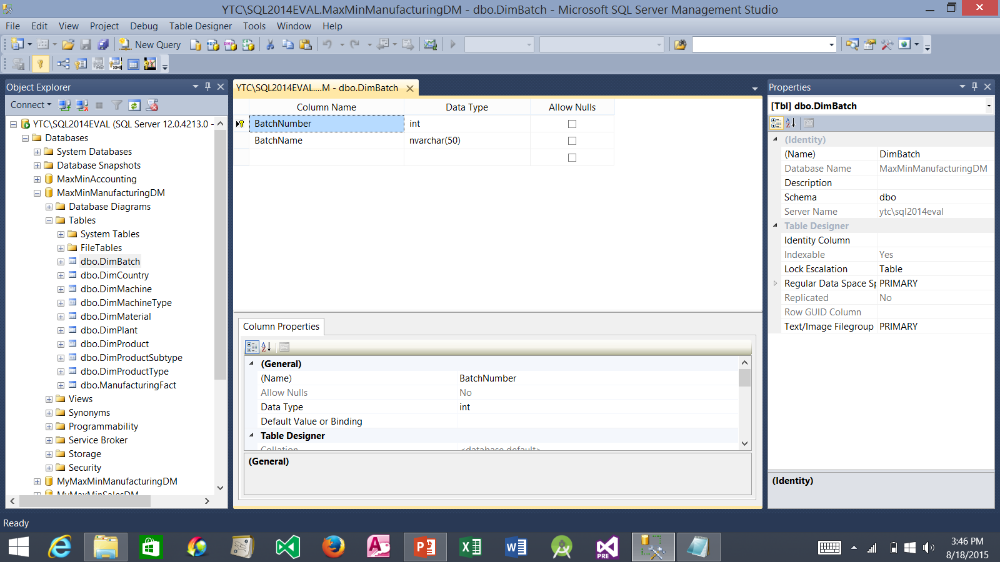 YTC\SQL2014EVAL.MaxMinManufacturingDM - dbo.DimBatch - Microsoft SQL Server Management Studio
File Edit View Project Debug Table Designer Tools Window Help
New Query
Object Explorer
Connect
YTC\SQL2014EVAL (SQL Server 12.0.4213.0 -
Databases
System Databases
Database Snapshots
MaxMinAccounting
MaxMinManufacturingDM
Database Diagrams
Tables
System Tables
FileTables
dbo.DimBatch
dbo.DimCountry
dbo.DimMachine
dbo.DimMachineType
dbo.DimMaterial
dbo.DimPlant
dbo.DimProduct
dbo.DimProductSubtype
dbo.DimProductType
dbo.ManufacturingFact
Views
Synonyms
Programmability
Service Broker
Storage
Security
MyMaxMinManufacturingDM
MyMaxMinSalesDM
YTC\SQL2014EVAL....M - dbo.DimBatch
Column Name Data Type Allow Nulls
BatchNumber int
BatchName nvarchar(50)
Column Properties
(General)
(Name) BatchNumber
Allow Nulls No
Data Type int
Default Value or Binding
Table Designer
Collation <database default>
(General)
Properties
[Tbl] dbo.DimBatch
(Identity)
(Name) DimBatch
Database Name MaxMinManufacturingDM
Description
Schema dbo
Server Name ytc\sql2014eval
Table Designer
Identity Column
Indexable Yes
Lock Escalation Table
Regular Data Space Sp PRIMARY
Replicated No
Row GUID Column
Text/Image Filegroup PRIMARY
(Identity)
Ready
PRE
3:46 PM
8/18/2015